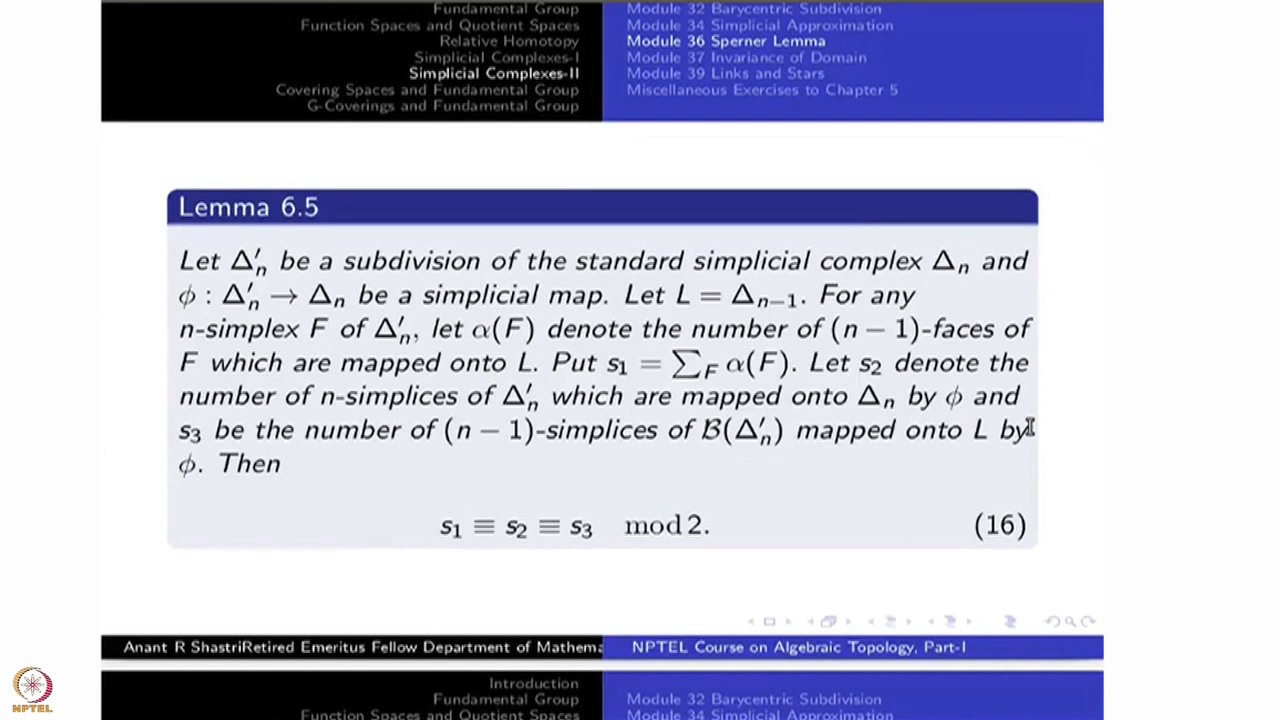 Fundamental Group
Function Spaces and Quotient Spaces
Relative Homotopy
Simplicial Complexes-I
Simplicial Complexes-II
Covering Spaces and Fundamental Group
G-Coverings and Fundamental Group
Module 32 Barycentric Subdivision
Module 34 Simplicial Approximation
Module 36 Sperner Lemma
Module 37 Invariance of Domain
Module 39 Links and Stars
Miscellaneous Exercises to Chapter 5
Lemma 6.5
Let Δ′ₙ be a subdivision of the standard simplicial complex Δₙ and
ϕ : Δ′ₙ → Δₙ be a simplicial map. Let L = Δₙ₋₁. For any
n-simplex F of Δ′ₙ, let α(F) denote the number of (n − 1)-faces of
F which are mapped onto L. Put s₁ = ∑_F α(F). Let s₂ denote the
number of n-simplices of Δ′ₙ which are mapped onto Δₙ by ϕ and
s₃ be the number of (n − 1)-simplices of ℬ(Δ′ₙ) mapped onto L by
ϕ. Then
s₁ ≡ s₂ ≡ s₃ mod 2. (16)
Anant R ShastriRetired Emeritus Fellow Department of Mathema
NPTEL Course on Algebraic Topology, Part-I
NPTEL
Introduction
Fundamental Group
Function Spaces and Quotient Spaces
Module 32 Barycentric Subdivision
Module 34 Simplicial Approximation